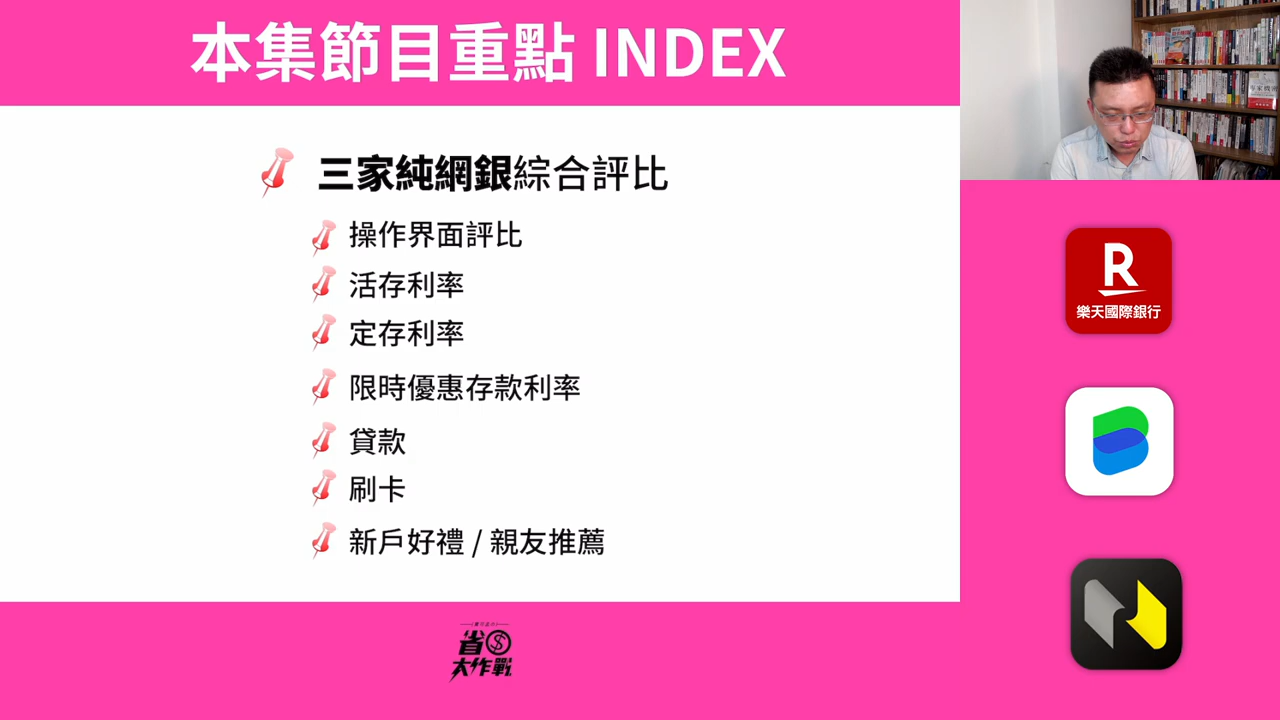 本集節目重點 INDEX
三家純網銀綜合評比
操作界面評比
活存利率
定存利率
限時優惠存款利率
貸款
刷卡
新戶好禮 / 親友推薦
R
樂天國際銀行
省$
大作戰